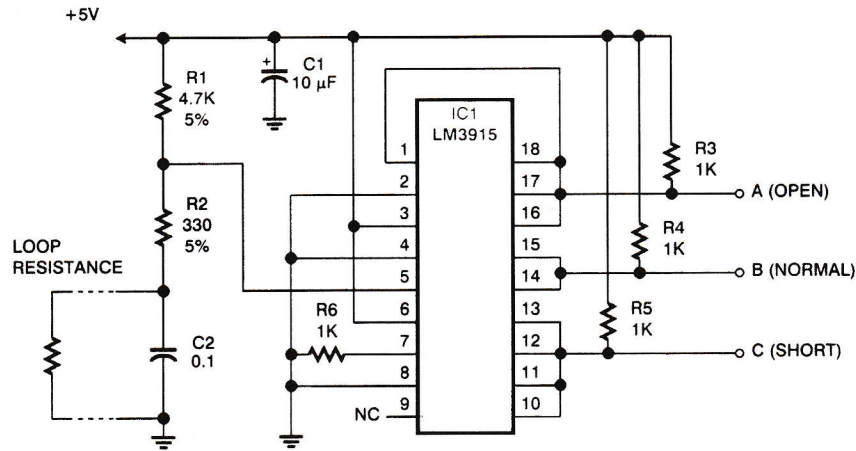 +5V
R1
4.7K
5%
C1
+
10 µF
IC1
LM3915
R2
330
5%
LOOP
RESISTANCE
C2
0.1
R6
1K
NC
1
2
3
4
5
6
7
8
9
18
17
16
15
14
13
12
11
10
R3
1K
A (OPEN)
R4
1K
B (NORMAL)
R5
1K
C (SHORT)